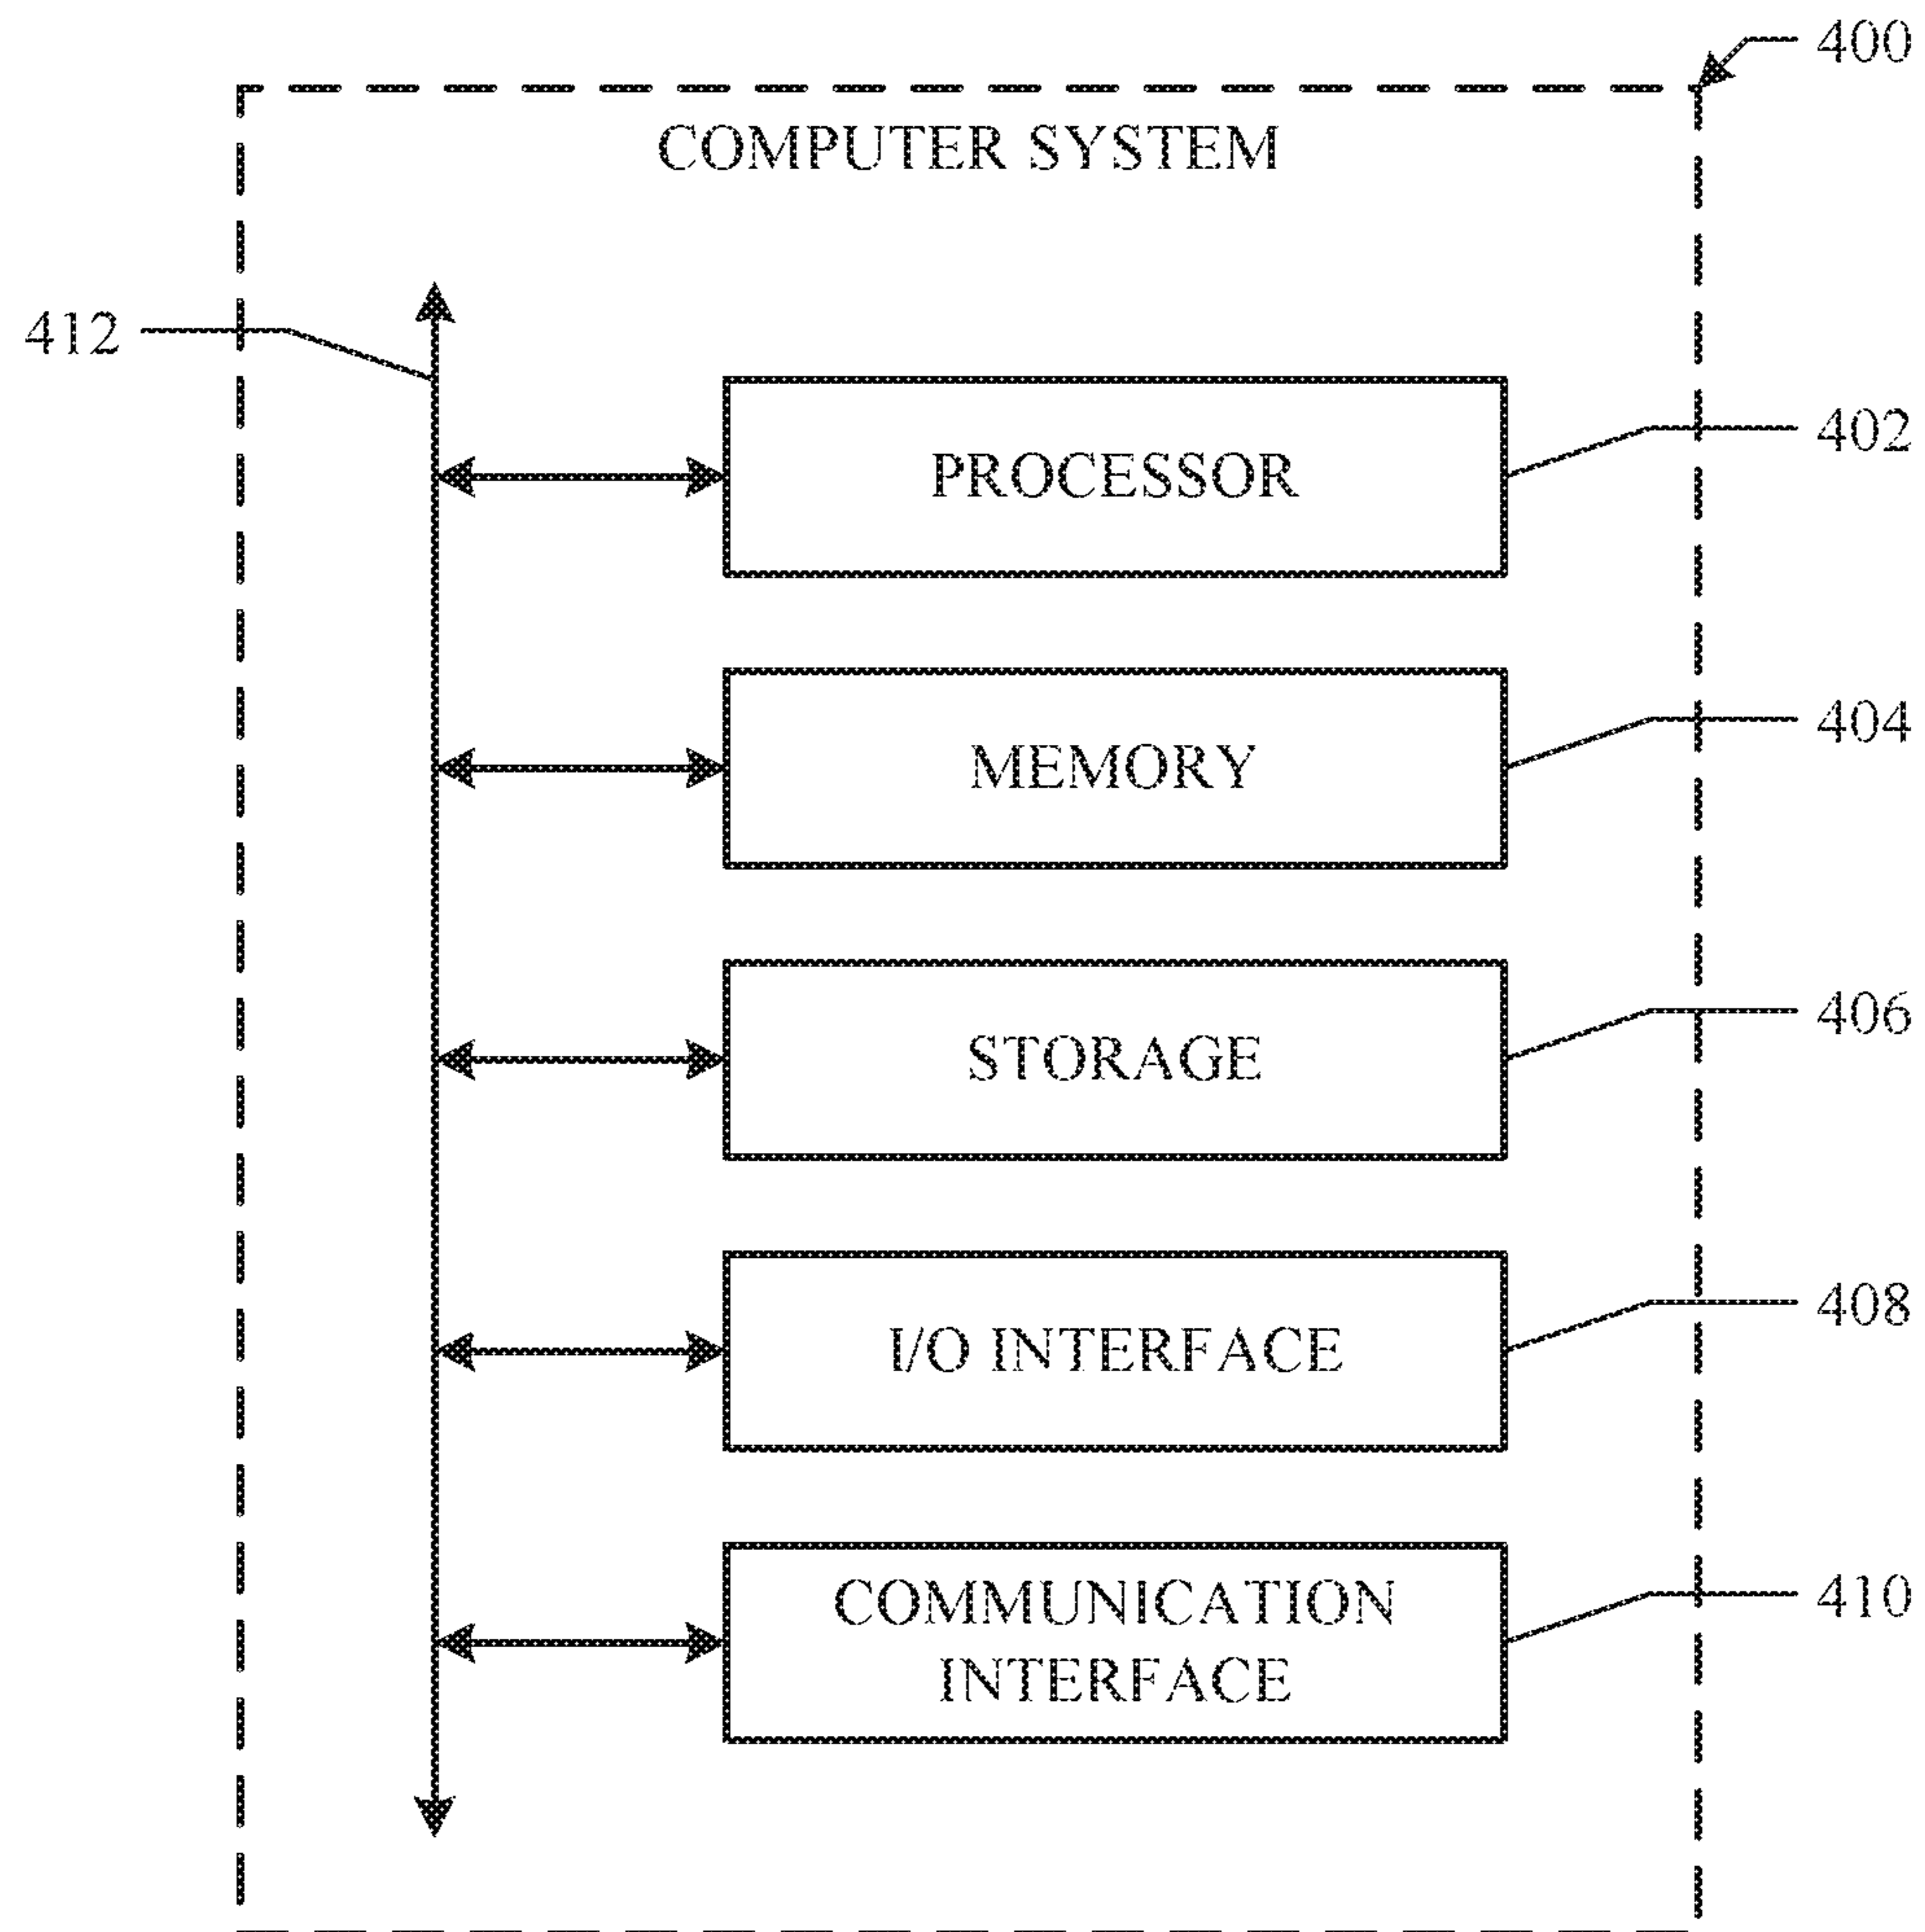 400
COMPUTER SYSTEM
412
402
PROCESSOR
404
MEMORY
406
STORAGE
408
I/O INTERFACE
410
COMMUNICATION
INTERFACE